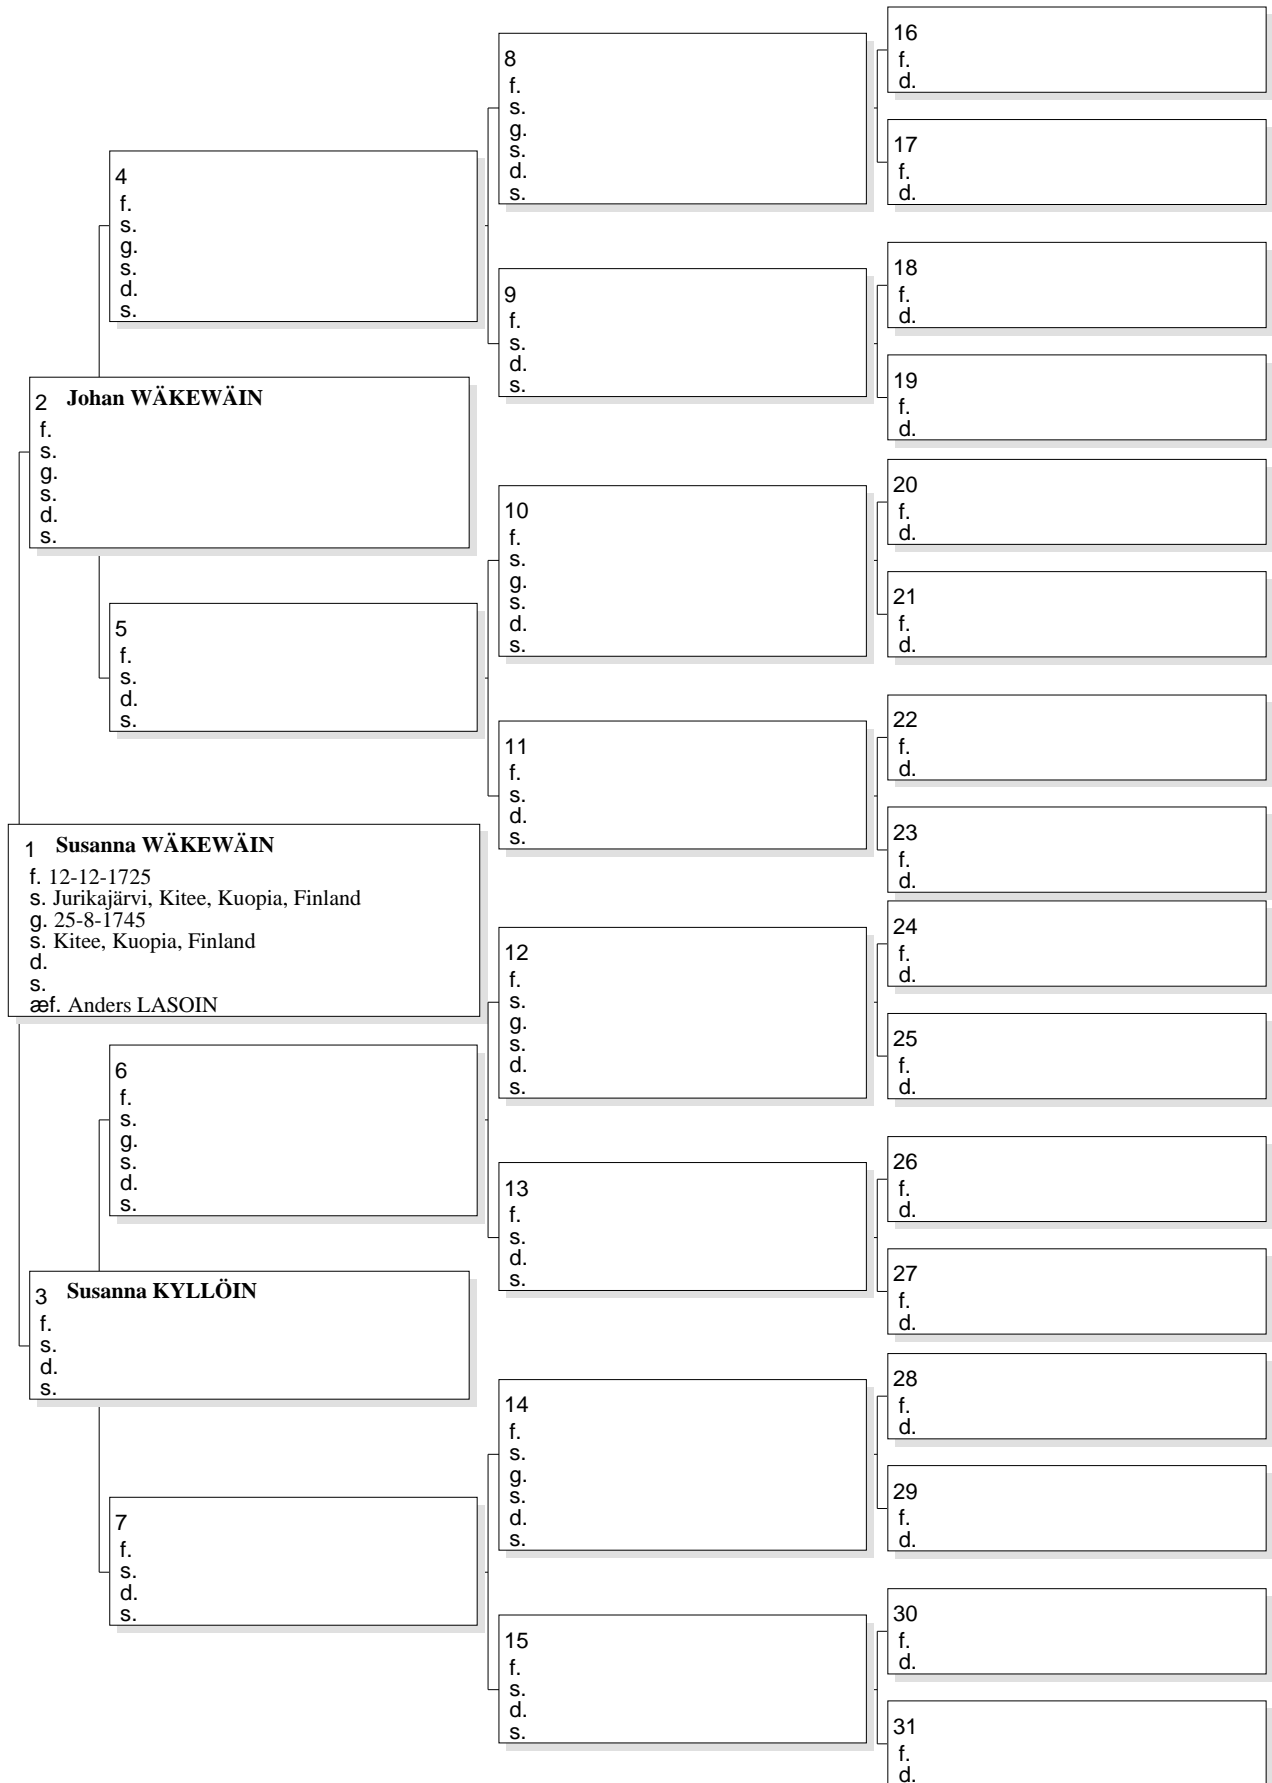 16
f.
d.
8
f.
s.
g.
s.
d.
s.
17
f.
d.
4
f.
s.
g.
s.
d.
s.
18
f.
d.
9
f.
s.
d.
s.
19
f.
d.
2 Johan WÄKEWÄIN
f.
s.
g.
s.
d.
s.
20
f.
d.
10
f.
s.
g.
s.
d.
s.
21
f.
d.
5
f.
s.
d.
s.
22
f.
d.
11
f.
s.
d.
s.
23
f.
d.
1 Susanna WÄKEWÄIN
f. 12-12-1725
s. Jurikajärvi, Kitee, Kuopia, Finland
g. 25-8-1745
s. Kitee, Kuopia, Finland
d.
s.
æf. Anders LASOIN
24
f.
d.
12
f.
s.
g.
s.
d.
s.
25
f.
d.
6
f.
s.
g.
s.
d.
s.
26
f.
d.
13
f.
s.
d.
s.
27
f.
d.
3 Susanna KYLLÖIN
f.
s.
d.
s.
28
f.
d.
14
f.
s.
g.
s.
d.
s.
29
f.
d.
7
f.
s.
d.
s.
30
f.
d.
15
f.
s.
d.
s.
31
f.
d.